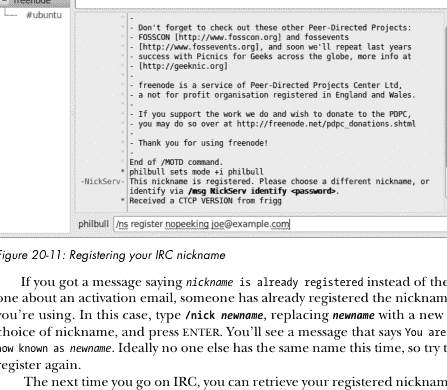 freenode
#ubuntu
-
- Don't forget to check out these other Peer-Directed Projects:
- FOSSCON [http://www.fosscon.org] and fossevents
- [http://www.fossevents.org], and soon we'll repeat last years
- success with Picnics for Geeks across the globe, more info at
- [http://geeknic.org]
-
- freenode is a service of Peer-Directed Projects Center Ltd,
- a not for profit organisation registered in England and Wales.
-
- If you support the work we do and wish to donate to the PDPC,
- you may do so over at http://freenode.net/pdpc_donations.shtml
-
- Thank you for using freenode!
-
* End of /MOTD command.
* philbull sets mode +i philbull
-NickServ- This nickname is registered. Please choose a different nickname, or
identify via /msg NickServ identify <password>.
* Received a CTCP VERSION from frigg
philbull /ns register nopeeking joe@example.com
Figure 20-11: Registering your IRC nickname
If you got a message saying nickname is already registered instead of the
one about an activation email, someone has already registered the nicknam
you're using. In this case, type /nick newname, replacing newname with a new
choice of nickname, and press ENTER. You'll see a message that says You are
now known as newname. Ideally no one else has the same name this time, so try t
register again.
The next time you go on IRC, you can retrieve your registered nicknam